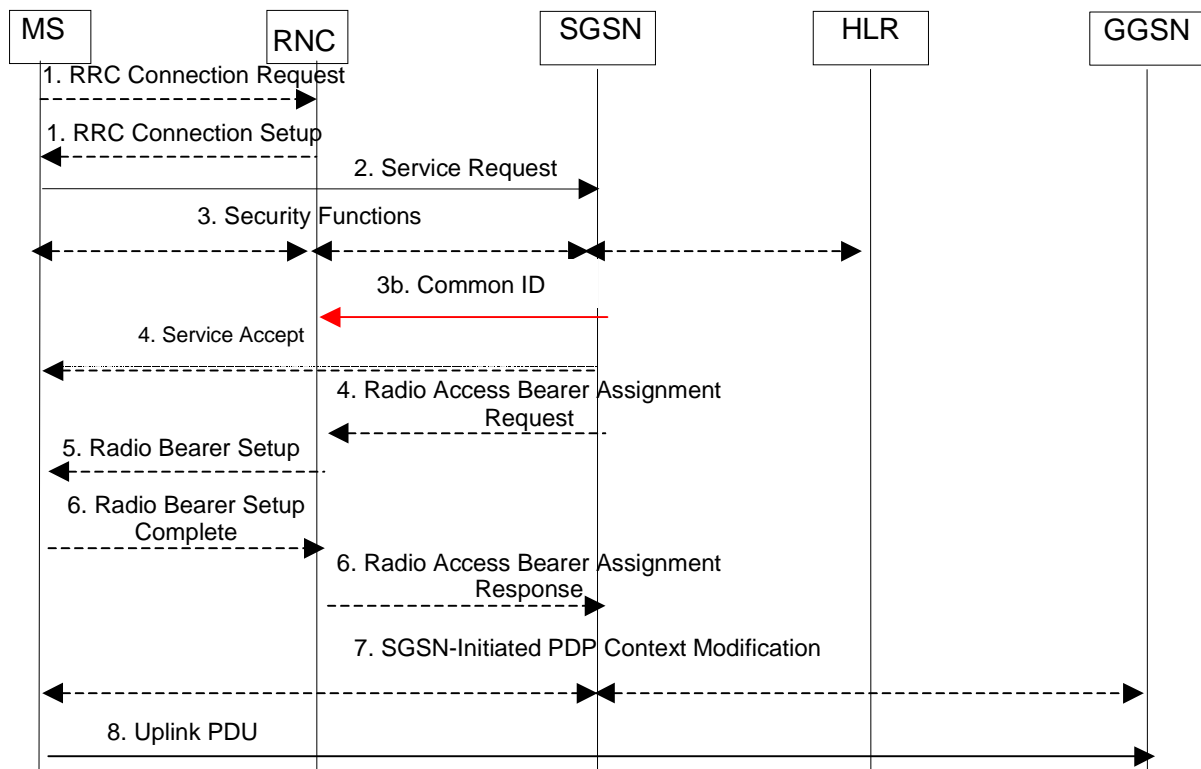 MS
RNC
SGSN
HLR
GGSN
1. RRC Connection Request
1. RRC Connection Setup
2. Service Request
3. Security Functions
3b. Common ID
4. Service Accept
4. Radio Access Bearer Assignment
Request
5. Radio Bearer Setup
6. Radio Bearer Setup
Complete
6. Radio Access Bearer Assignment
Response
7. SGSN-Initiated PDP Context Modification
8. Uplink PDU